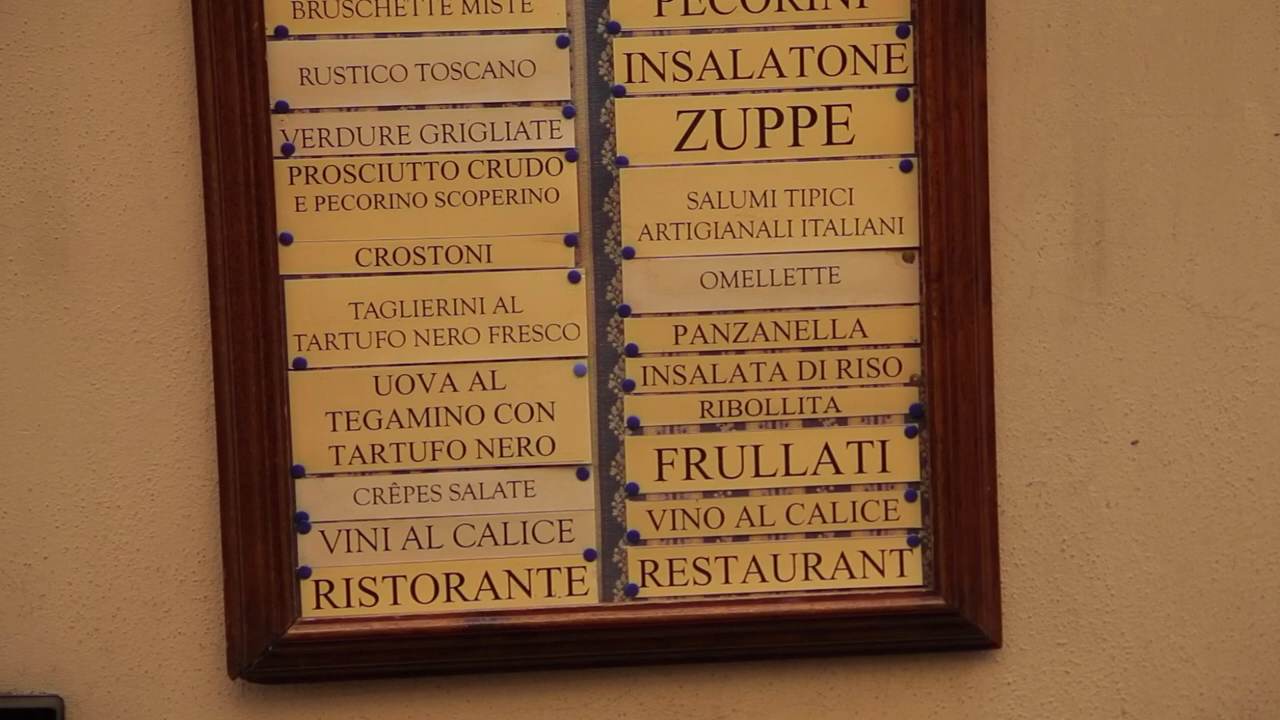 BRUSCHETTE MISTE
RUSTICO TOSCANO
VERDURE GRIGLIATE
PROSCIUTTO CRUDO
E PECORINO SCOPERINO
CROSTONI
TAGLIERINI AL
TARTUFO NERO FRESCO
UOVA AL
TEGAMINO CON
TARTUFO NERO
CRÊPES SALATE
VINI AL CALICE
RISTORANTE
PECORINI
INSALATONE
ZUPPE
SALUMI TIPICI
ARTIGIANALI ITALIANI
OMELLETTE
PANZANELLA
INSALATA DI RISO
RIBOLLITA
FRULLATI
VINO AL CALICE
RESTAURANT